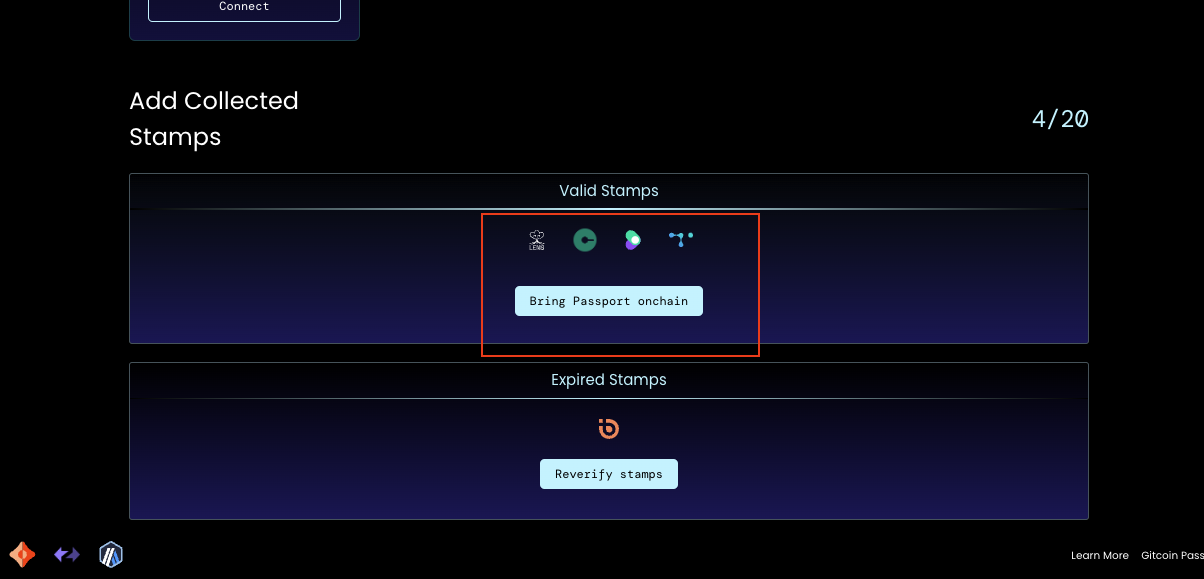 Connect
Add Collected
Stamps
4/20
Valid Stamps
LENS
Bring Passport onchain
Expired Stamps
Reverify stamps
Learn More
Gitcoin Pass